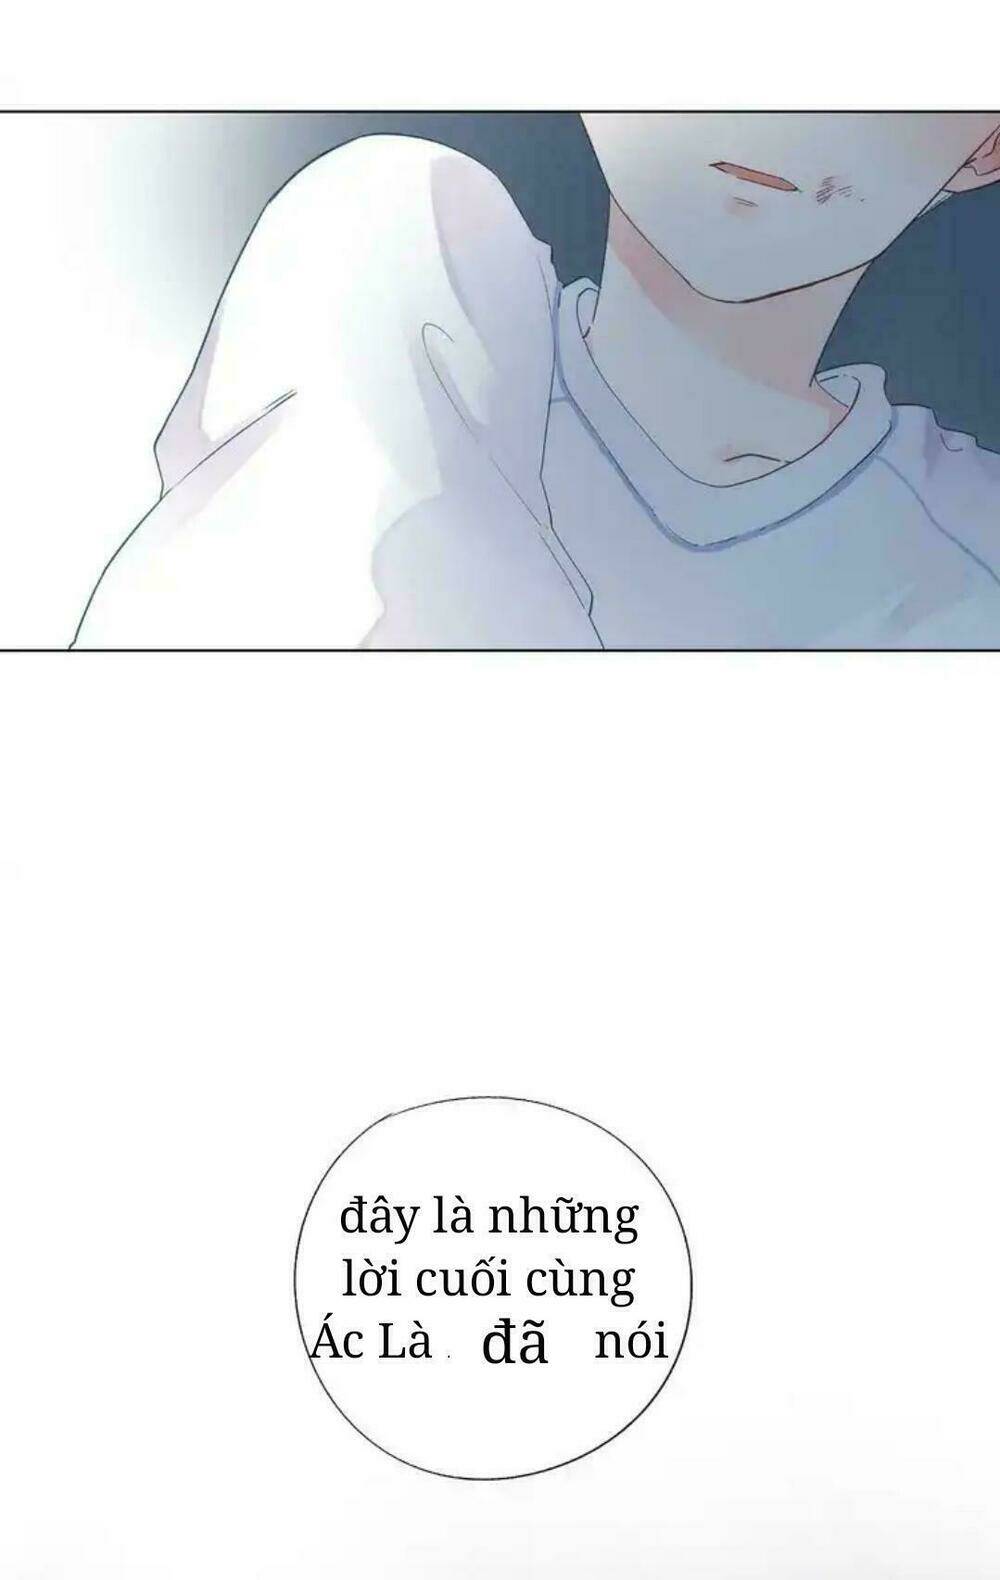 đây là những
lời cuối cùng
Ác Là . đã nói